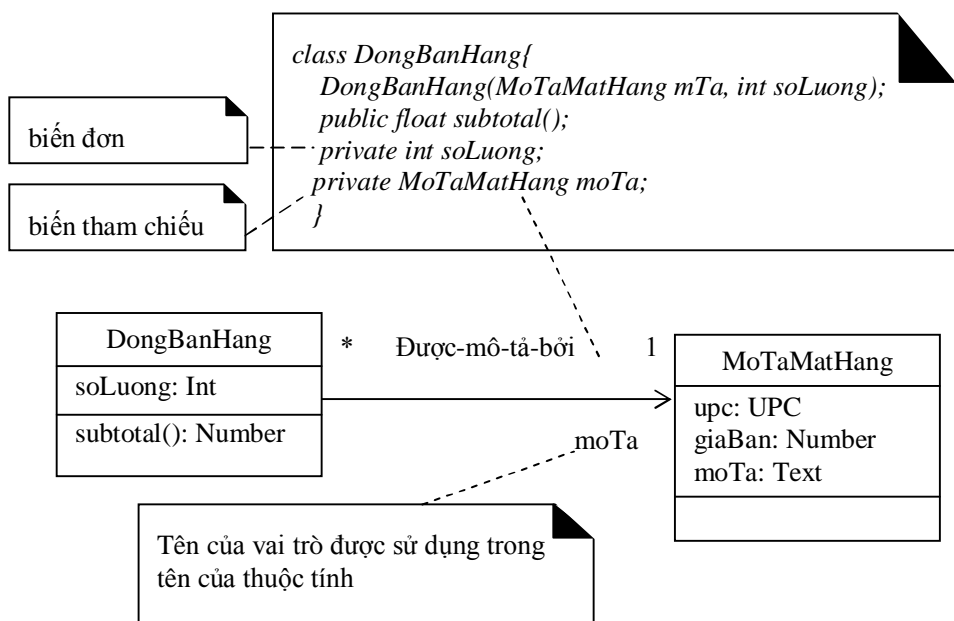 class DongBanHang{
DongBanHang(MoTaMatHang mTa, int soLuong);
public float subtotal();
private int soLuong;
private MoTaMatHang moTa;
}
biến đơn
biến tham chiếu
DongBanHang
soLuong: Int
subtotal(): Number
* Được-mô-tả-bởi 1
moTa
MoTaMatHang
upc: UPC
giaBan: Number
moTa: Text
Tên của vai trò được sử dụng trong
tên của thuộc tính